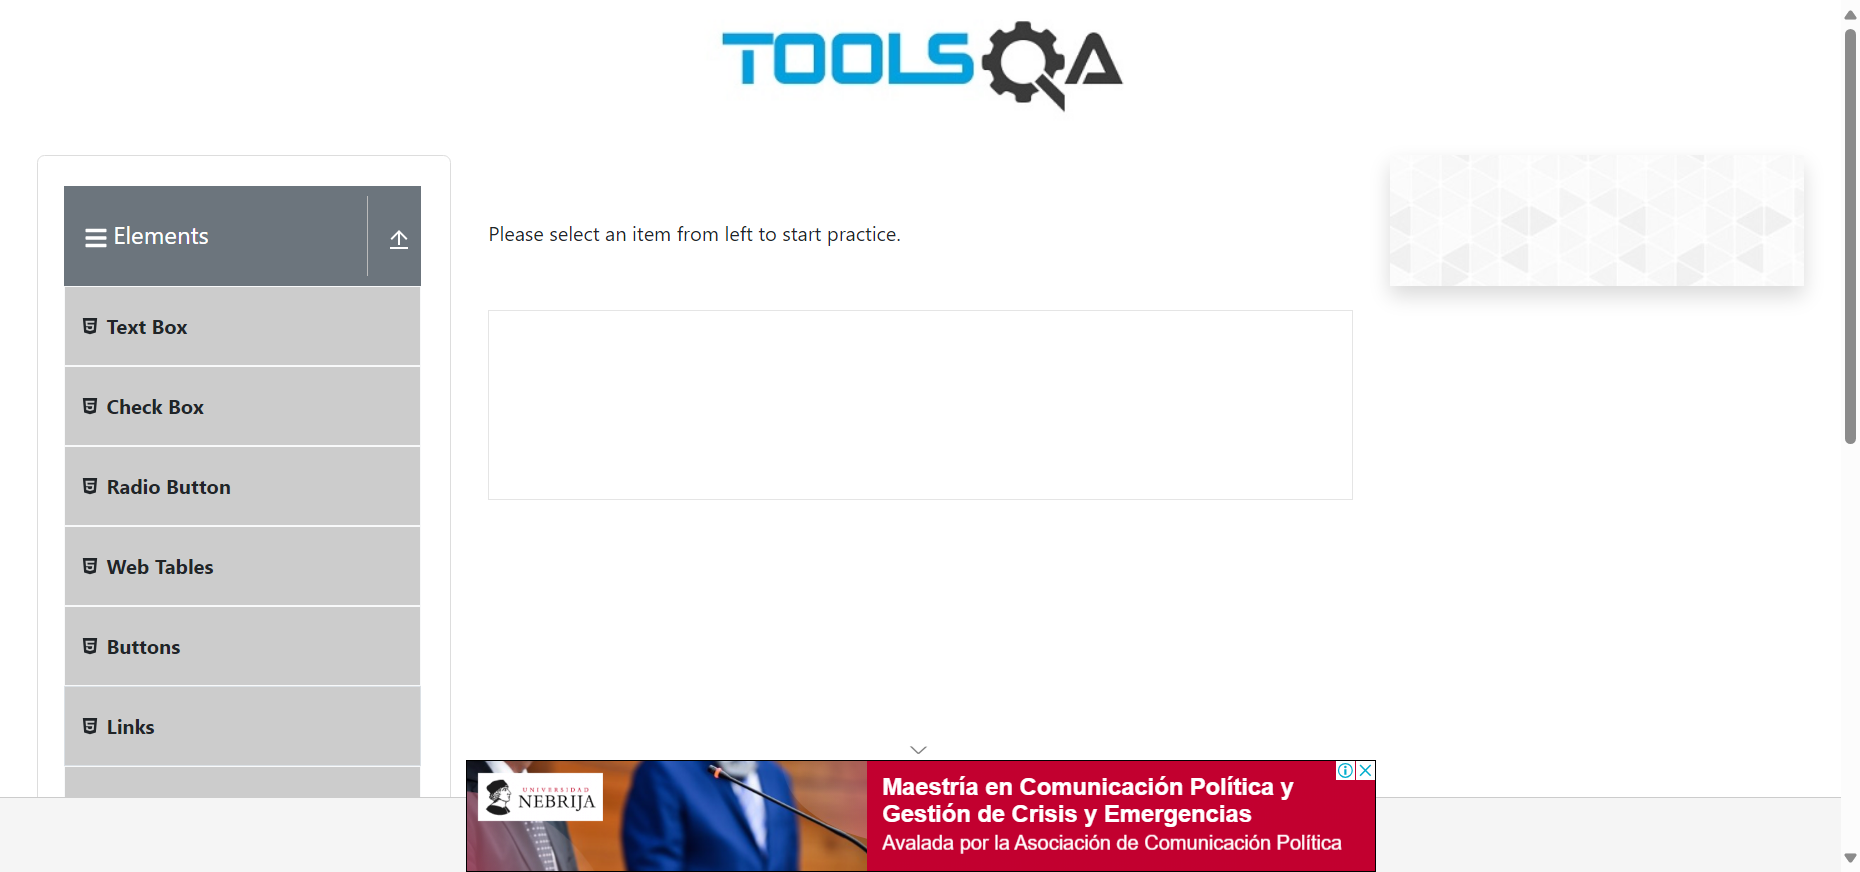 TOOLSQA
Elements
Please select an item from left to start practice.
Text Box
Check Box
Radio Button
Web Tables
Buttons
Links
UNIVERSIDAD
NEBRIJA
Maestría en Comunicación Política y
Gestión de Crisis y Emergencias
Avalada por la Asociación de Comunicación Política